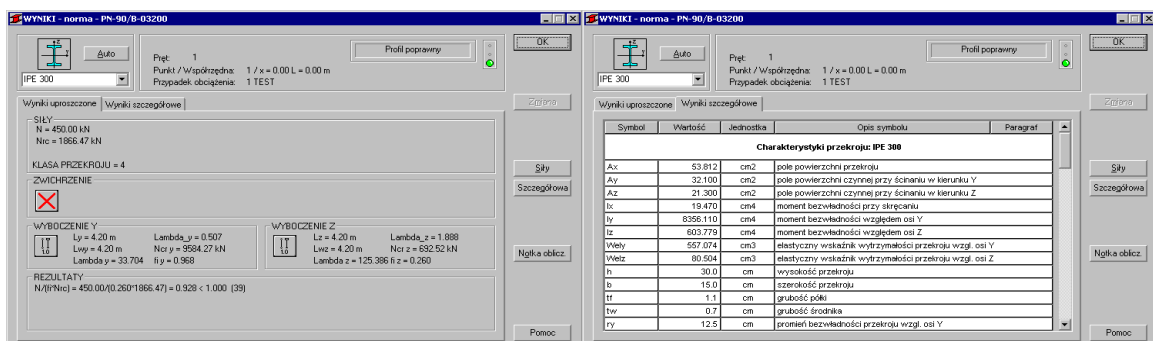 WYNIKI - norma - PN-90/B-03200
Auto
IPE 300
Pręt: 1
Punkt / Współrzędna: 1 / x = 0.00 L = 0.00 m
Przypadek obciążenia: 1 TEST
Profil poprawny
OK
Zmiana
Siły
Szczegółowa
Notka oblicz.
Pomoc
Wyniki uproszczone Wyniki szczegółowe
SIŁY
N = 450.00 kN
Nrc = 1866.47 kN
KLASA PRZEKROJU = 4
ZWICHRZENIE
WYBOCZENIE Y
1.0
Ly = 4.20 m Lambda_y = 0.507
Lwy = 4.20 m Ncr y = 9584.27 kN
Lambda y = 33.704 fi y = 0.968
WYBOCZENIE Z
1.0
Lz = 4.20 m Lambda_z = 1.888
Lwz = 4.20 m Ncr z = 692.52 kN
Lambda z = 125.386 fi z = 0.260
REZULTATY
N/(fi*Nrc) = 450.00/(0.260*1866.47) = 0.928 < 1.000 (39)
WYNIKI - norma - PN-90/B-03200
Auto
IPE 300
Pręt: 1
Punkt / Współrzędna: 1 / x = 0.00 L = 0.00 m
Przypadek obciążenia: 1 TEST
Profil poprawny
OK
Zmiana
Siły
Szczegółowa
Notka oblicz.
Pomoc
Wyniki uproszczone Wyniki szczegółowe
Symbol Wartość Jednostka Opis symbolu Paragraf
Charakterystyki przekroju: IPE 300
Ax 53.812 cm2 pole powierzchni przekroju
Ay 32.100 cm2 pole powierzchni czynnej przy ścinaniu w kierunku Y
Az 21.300 cm2 pole powierzchni czynnej przy ścinaniu w kierunku Z
Ix 19.470 cm4 moment bezwładności przy skręcaniu
Iy 8356.110 cm4 moment bezwładności względem osi Y
Iz 603.779 cm4 moment bezwładności względem osi Z
Wely 557.074 cm3 elastyczny wskaźnik wytrzymałości przekroju wzgl. osi Y
Welz 80.504 cm3 elastyczny wskaźnik wytrzymałości przekroju wzgl. osi Z
h 30.0 cm wysokość przekroju
b 15.0 cm szerokość przekroju
tf 1.1 cm grubość półki
tw 0.7 cm grubość środnika
ry 12.5 cm promień bezwładności przekroju wzgl. osi Y